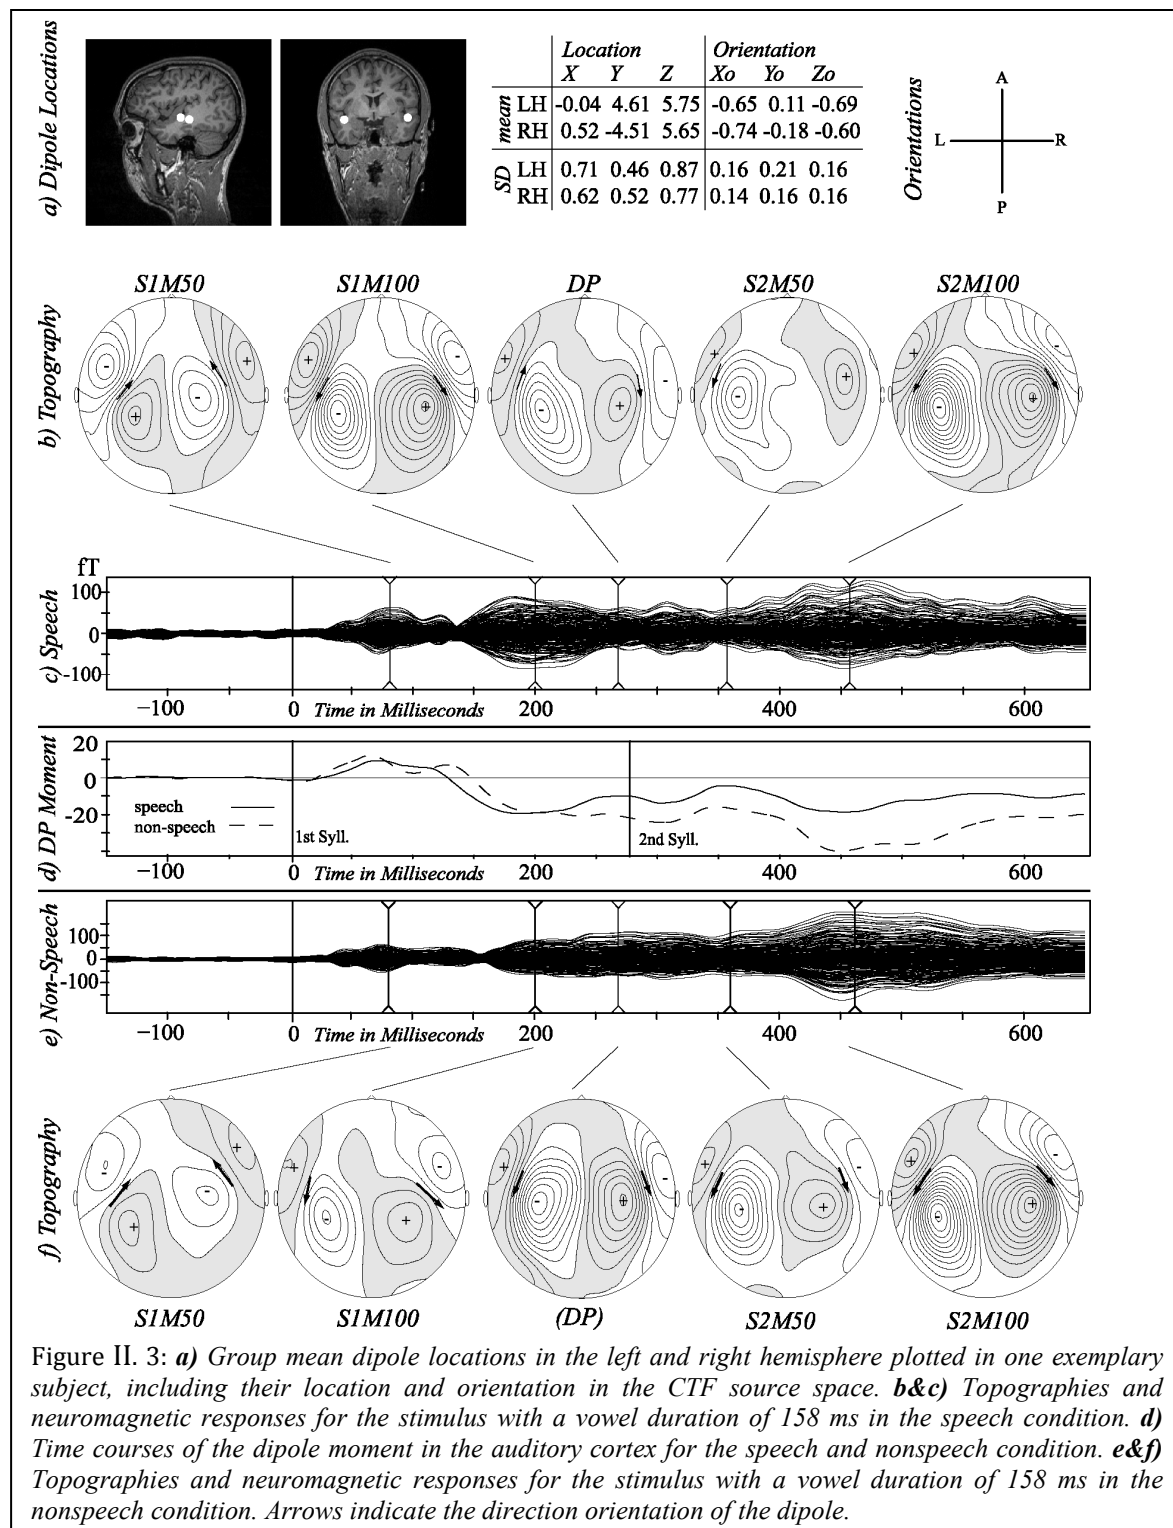 a) Dipole Locations
Location Orientation
X Y Z Xo Yo Zo
mean LH -0.04 4.61 5.75 -0.65 0.11 -0.69
RH 0.52 -4.51 5.65 -0.74 -0.18 -0.60
SD LH 0.71 0.46 0.87 0.16 0.21 0.16
RH 0.62 0.52 0.77 0.14 0.16 0.16
Orientations
A
L R
P
b) Topography
S1M50 S1M100 DP S2M50 S2M100
- + + - + - + + -
+ - - + - + - + - +
c) Speech
fT
100
0
-100
−100 0 Time in Milliseconds 200 400 600
d) DP Moment
20
0
-20
speech
non-speech
1st Syll. 2nd Syll.
−100 0 Time in Milliseconds 200 400 600
e) Non-Speech
100
0
-100
−100 0 Time in Milliseconds 200 400 600
f) Topography
- + + - + - + - + -
+ - - + - + - + - +
S1M50 S1M100 (DP) S2M50 S2M100
Figure II. 3: a) Group mean dipole locations in the left and right hemisphere plotted in one exemplary
subject, including their location and orientation in the CTF source space. b&c) Topographies and
neuromagnetic responses for the stimulus with a vowel duration of 158 ms in the speech condition. d)
Time courses of the dipole moment in the auditory cortex for the speech and nonspeech condition. e&f)
Topographies and neuromagnetic responses for the stimulus with a vowel duration of 158 ms in the
nonspeech condition. Arrows indicate the direction orientation of the dipole.